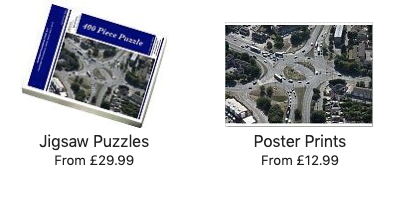 400 Piece Puzzle
Jigsaw Puzzles
From £29.99
Poster Prints
From £12.99